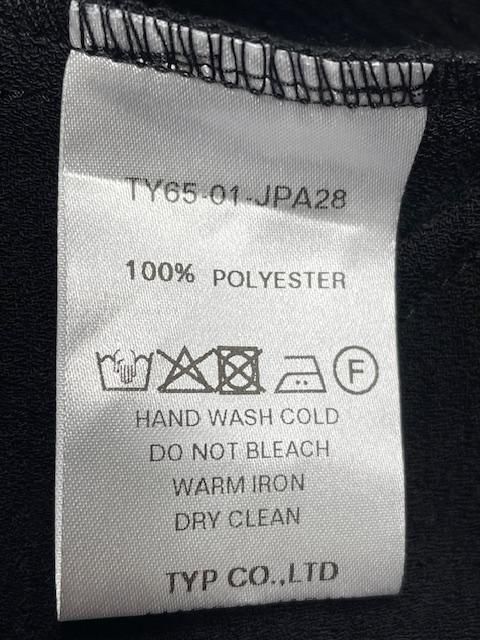 TY65-01-JPA28
100% POLYESTER
F
HAND WASH COLD
DO NOT BLEACH
WARM IRON
DRY CLEAN
TYP CO.,LTD